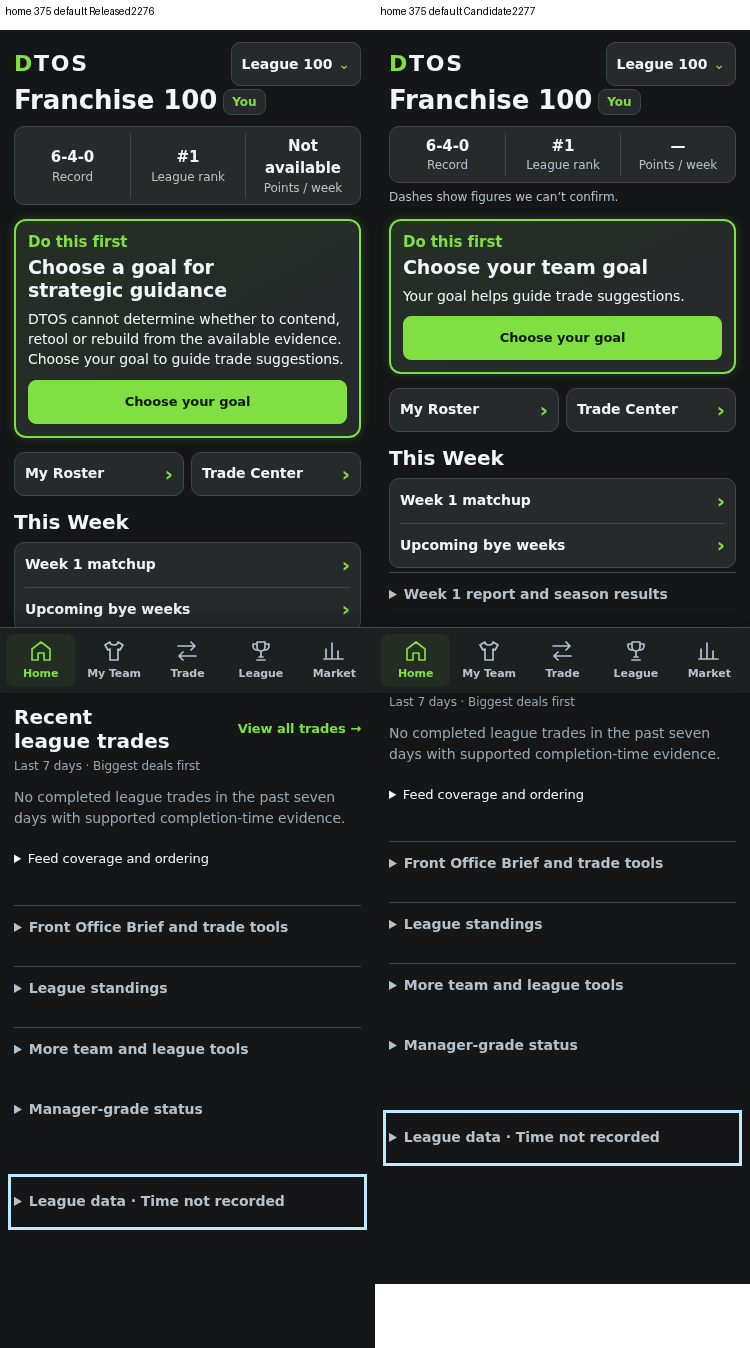 home 375 default Released2276
DTOS
League 100
Franchise 100 You
6-4-0
Record
#1
League rank
Not
available
Points / week
Do this first
Choose a goal for
strategic guidance
DTOS cannot determine whether to contend,
retool or rebuild from the available evidence.
Choose your goal to guide trade suggestions.
Choose your goal
My Roster
Trade Center
This Week
Week 1 matchup
Upcoming bye weeks
Home
My Team
Trade
League
Market
Recent
league trades
View all trades →
Last 7 days · Biggest deals first
No completed league trades in the past seven
days with supported completion-time evidence.
Feed coverage and ordering
Front Office Brief and trade tools
League standings
More team and league tools
Manager-grade status
League data · Time not recorded
home 375 default Candidate2277
DTOS
League 100
Franchise 100 You
6-4-0
Record
#1
League rank
—
Points / week
Dashes show figures we can’t confirm.
Do this first
Choose your team goal
Your goal helps guide trade suggestions.
Choose your goal
My Roster
Trade Center
This Week
Week 1 matchup
Upcoming bye weeks
Week 1 report and season results
Home
My Team
Trade
League
Market
Last 7 days · Biggest deals first
No completed league trades in the past seven
days with supported completion-time evidence.
Feed coverage and ordering
Front Office Brief and trade tools
League standings
More team and league tools
Manager-grade status
League data · Time not recorded